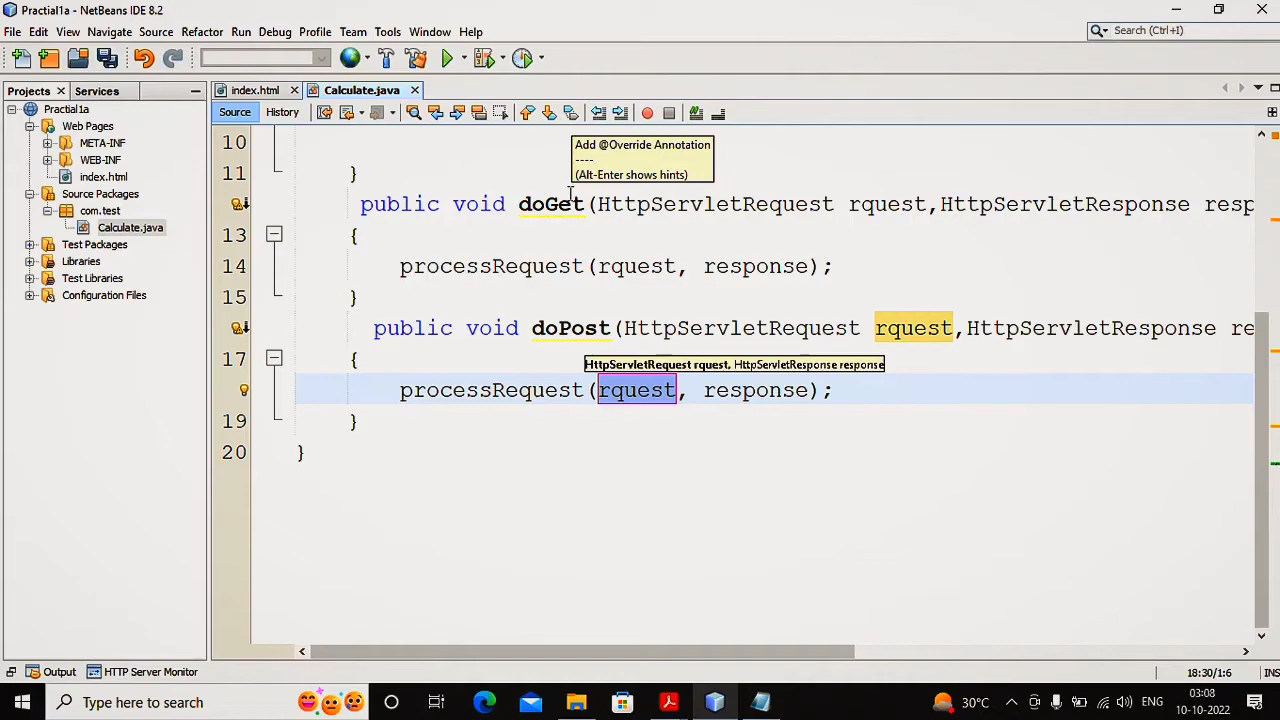 Practial1a - NetBeans IDE 8.2
File Edit View Navigate Source Refactor Run Debug Profile Team Tools Window Help
Search (Ctrl+I)
Projects Services
index.html Calculate.java
Practial1a
Web Pages
META-INF
WEB-INF
index.html
Source Packages
com.test
Calculate.java
Test Packages
Libraries
Test Libraries
Configuration Files
Source History
10
Add @Override Annotation
----
(Alt-Enter shows hints)
11 }
public void doGet(HttpServletRequest rquest,HttpServletResponse resp
13 {
14 processRequest(rquest, response);
15 }
public void doPost(HttpServletRequest rquest,HttpServletResponse re
17 {
HttpServletRequest rquest, HttpServletResponse response
processRequest(rquest, response);
19 }
20 }
Output HTTP Server Monitor
18:30/1:6 INS
Type here to search
30°C
ENG
03:08
10-10-2022